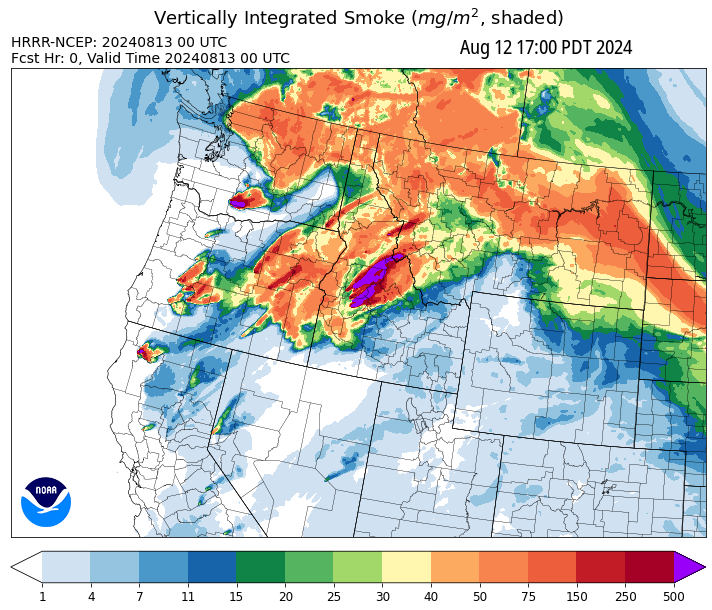 Vertically Integrated Smoke (mg/m², shaded)
HRRR-NCEP: 20240813 00 UTC
Aug 12 17:00 PDT 2024
Fcst Hr: 0, Valid Time 20240813 00 UTC
NOAA
1 4 7 11 15 20 25 30 40 50 75 150 250 500